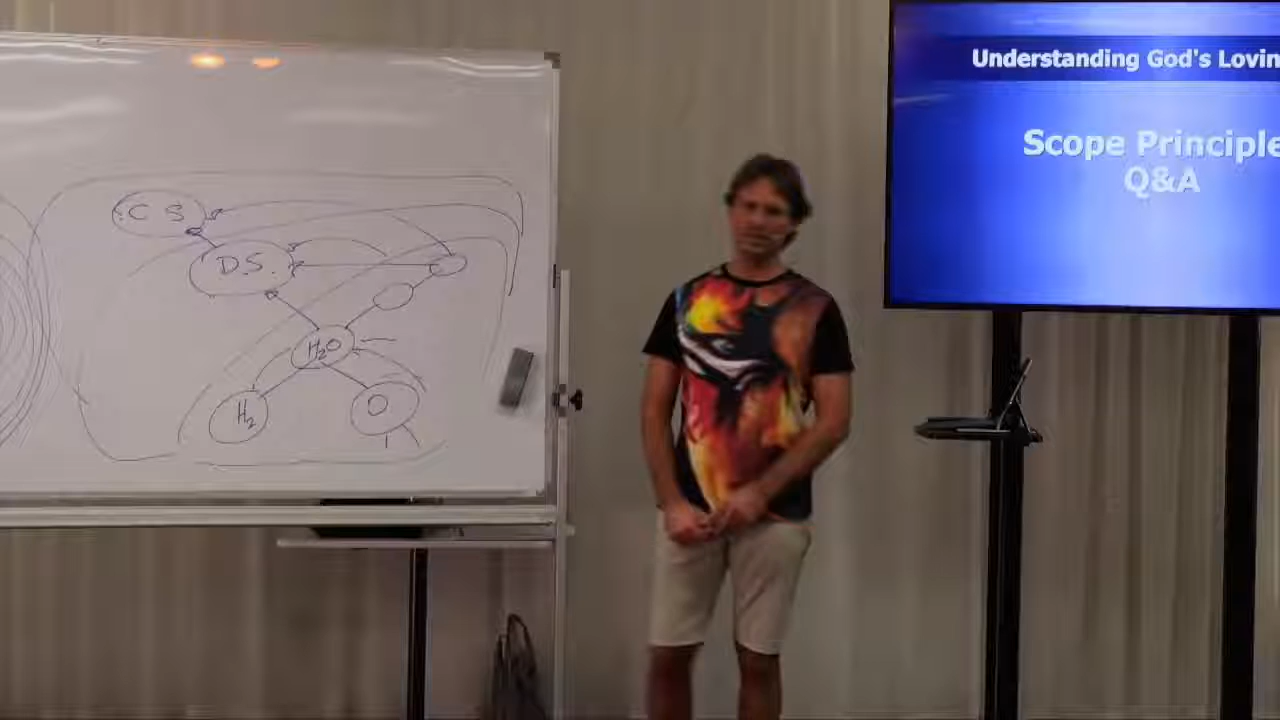 C S
D.S.
H₂O
H₂
O
Understanding God's Lovin
Scope Principle
Q&A